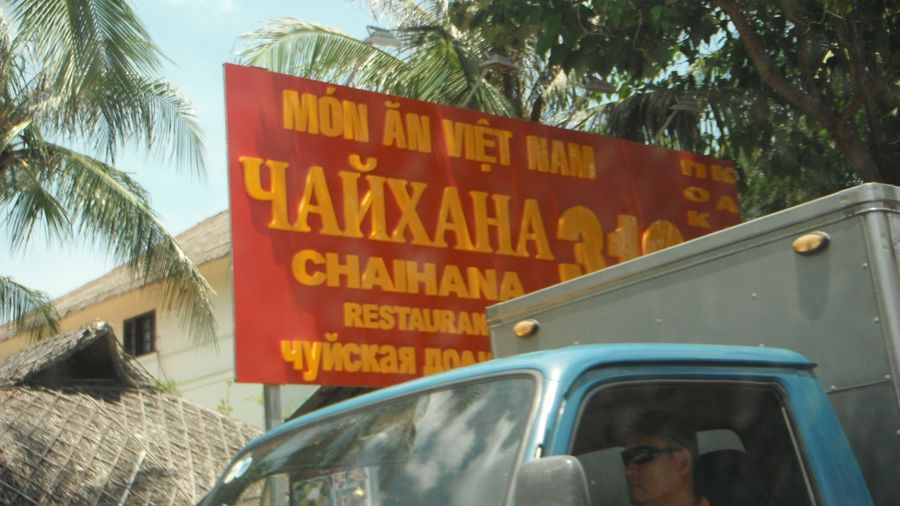 MÓN ĂN VIỆT NAM
ЧАЙХАНА
CHAIHANA
RESTAURAN
чуйская